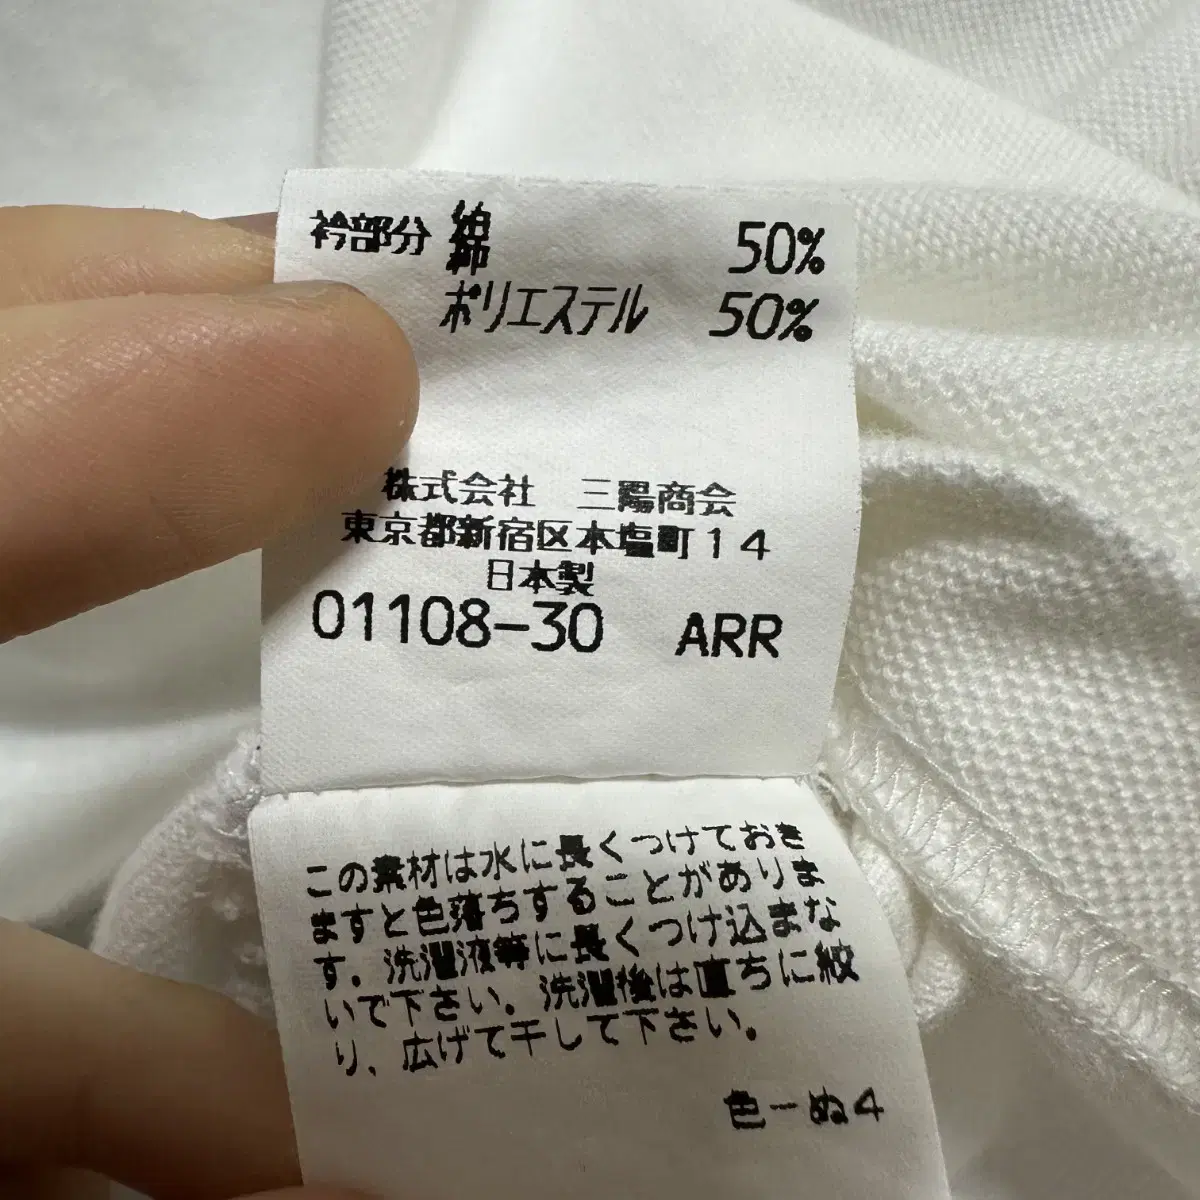 衿部分 綿 50%
ポリエステル 50%
株式会社 三陽商会
東京都新宿区本塩町14
日本製
01108-30 ARR
この素材は水に長くつけておき
ますと色落ちすることがありま
す。洗濯液等に長くつけ込まな
いで下さい。洗濯後は直ちに絞
り、広げて干して下さい。
色ーぬ4